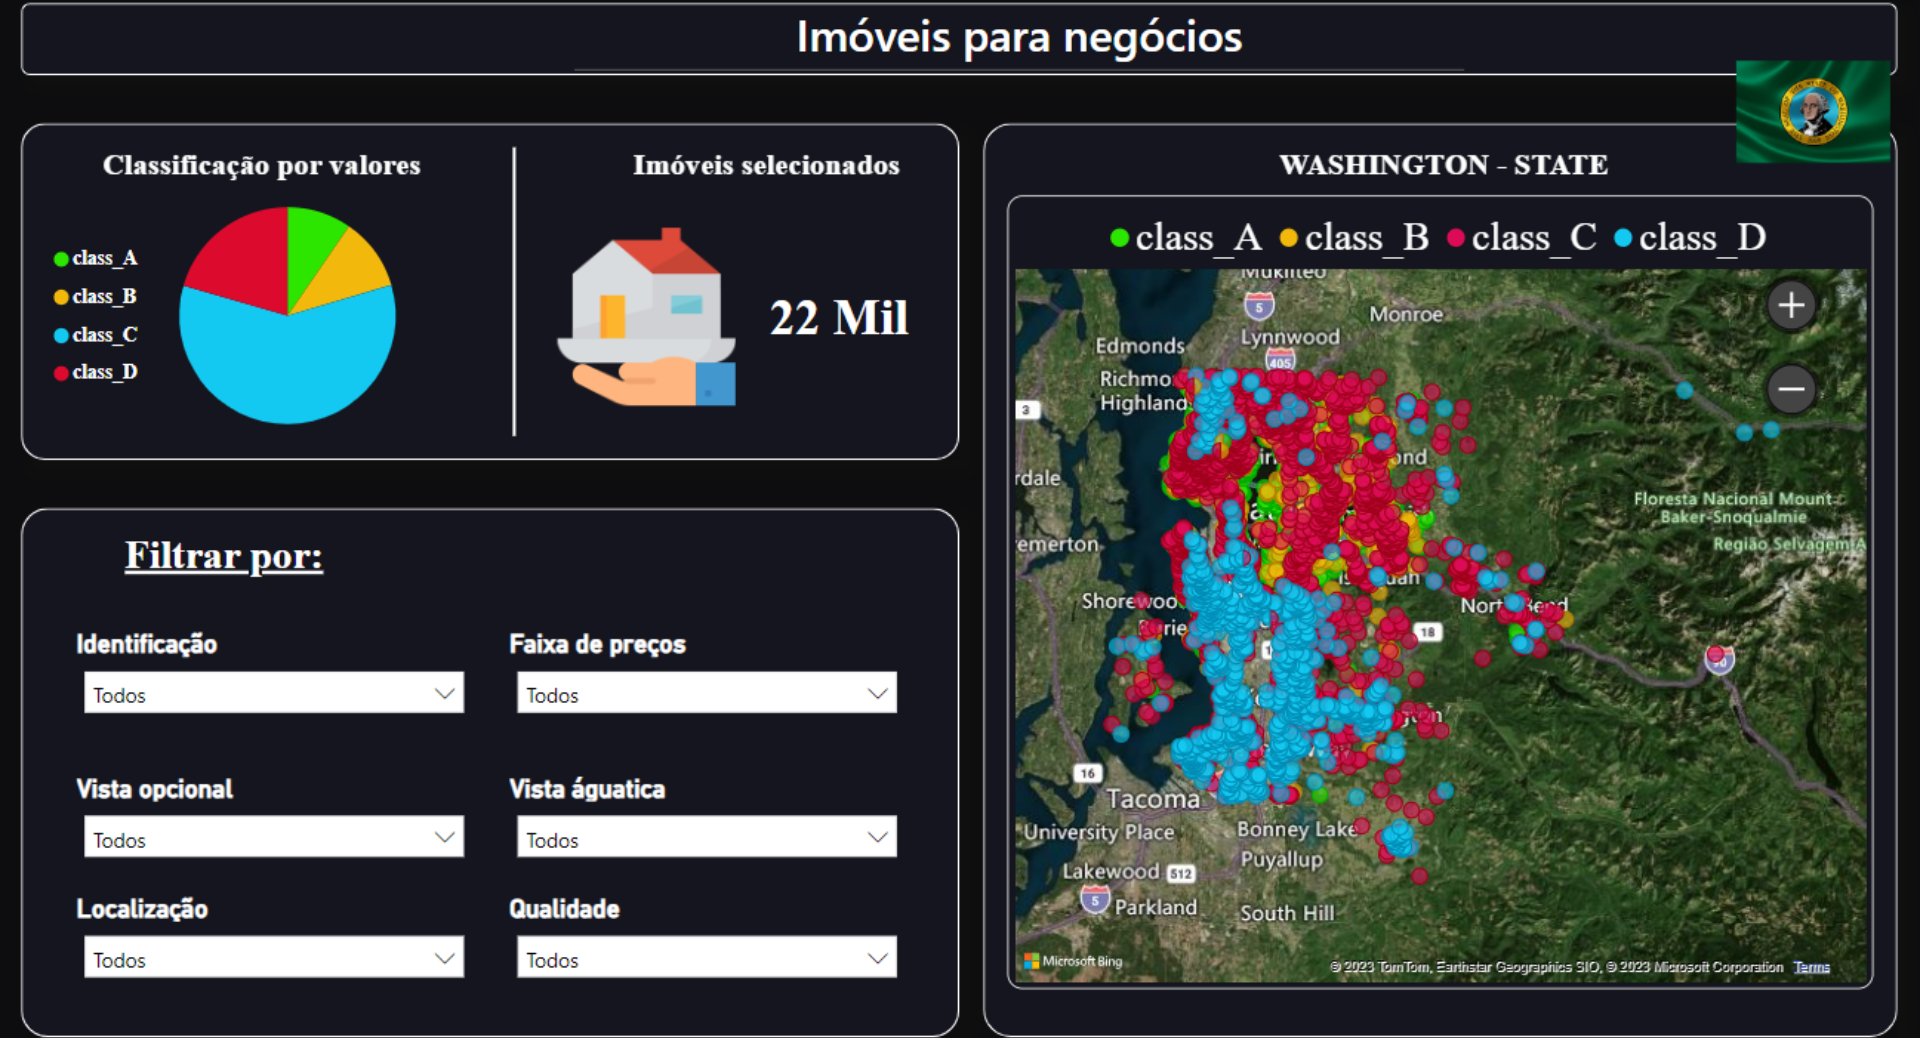 Imóveis para negócios
Classificação por valores
class_A
class_B
class_C
class_D
Imóveis selecionados
22 Mil
Filtrar por:
Identificação
Todos
Faixa de preços
Todos
Vista opcional
Todos
Vista águatica
Todos
Localização
Todos
Qualidade
Todos
WASHINGTON - STATE
class_A class_B class_C class_D
Mukilteo
5
Monroe
Lynnwood
Edmonds
405
Richmo
Highland
3
ond
rdale
Floresta Nacional Mount
Baker-Snoqualmie
emerton
Região Selvagem A
Shorewoo
North Bend
Burie
18
16
Tacoma
University Place
Bonney Lake
Puyallup
Lakewood
512
5
Parkland
South Hill
Microsoft Bing
© 2023 TomTom, Earthstar Geographics SIO, © 2023 Microsoft Corporation Terms